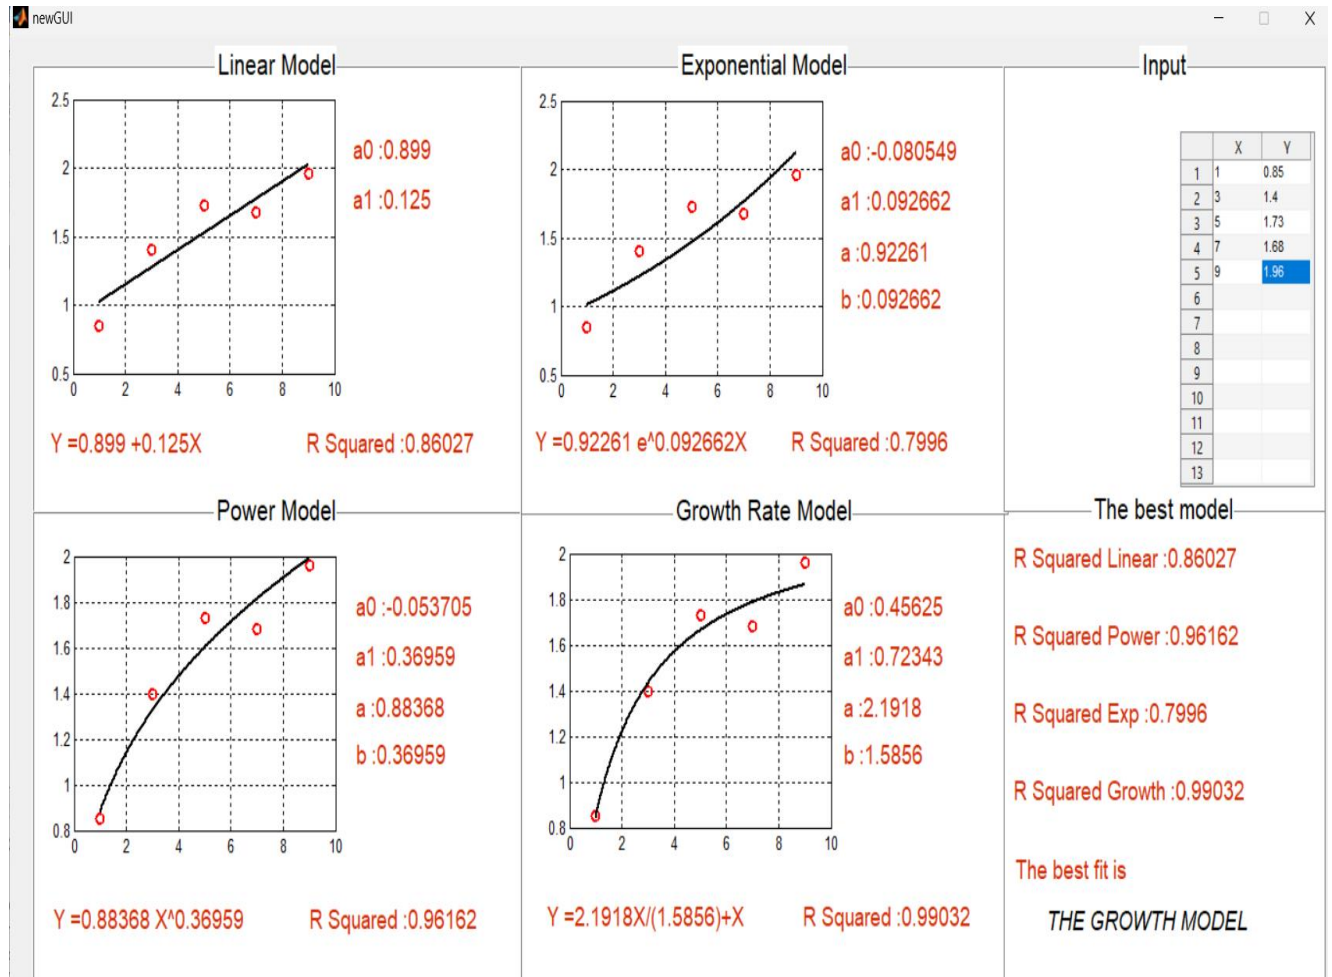 newGUI
Linear Model
2.5
2
1.5
1
0.5
0 2 4 6 8 10
a0 :0.899
a1 :0.125
Y =0.899 +0.125X R Squared :0.86027
Exponential Model
2.5
2
1.5
1
0.5
0 2 4 6 8 10
a0 :-0.080549
a1 :0.092662
a :0.92261
b :0.092662
Y =0.92261 e^0.092662X R Squared :0.7996
Input
X Y
1 1 0.85
2 3 1.4
3 5 1.73
4 7 1.68
5 9 1.96
6
7
8
9
10
11
12
13
Power Model
2
1.8
1.6
1.4
1.2
1
0.8
0 2 4 6 8 10
a0 :-0.053705
a1 :0.36959
a :0.88368
b :0.36959
Y =0.88368 X^0.36959 R Squared :0.96162
Growth Rate Model
2
1.8
1.6
1.4
1.2
1
0.8
0 2 4 6 8 10
a0 :0.45625
a1 :0.72343
a :2.1918
b :1.5856
Y =2.1918X/(1.5856)+X R Squared :0.99032
The best model
R Squared Linear :0.86027
R Squared Power :0.96162
R Squared Exp :0.7996
R Squared Growth :0.99032
The best fit is
THE GROWTH MODEL